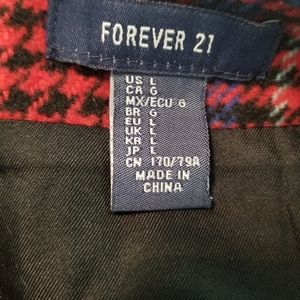 FOREVER 21
US L
CA G
MX/ECU G
BR G
EU L
UK L
KR L
JP L
CN 170/79A
MADE IN
CHINA